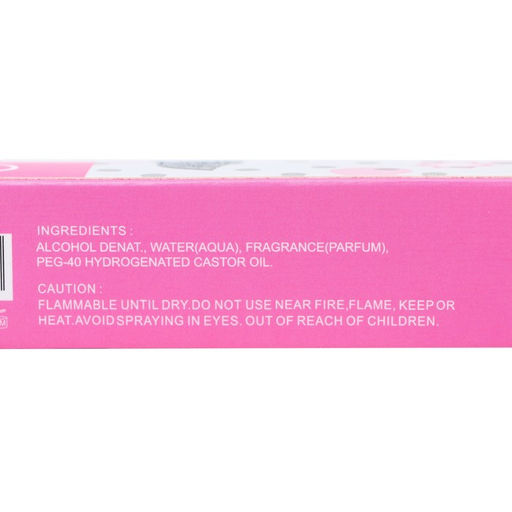 INGREDIENTS :
ALCOHOL DENAT., WATER(AQUA), FRAGRANCE(PARFUM),
PEG-40 HYDROGENATED CASTOR OIL.
CAUTION :
FLAMMABLE UNTIL DRY.DO NOT USE NEAR FIRE,FLAME, KEEP OR
HEAT.AVOID SPRAYING IN EYES. OUT OF REACH OF CHILDREN.